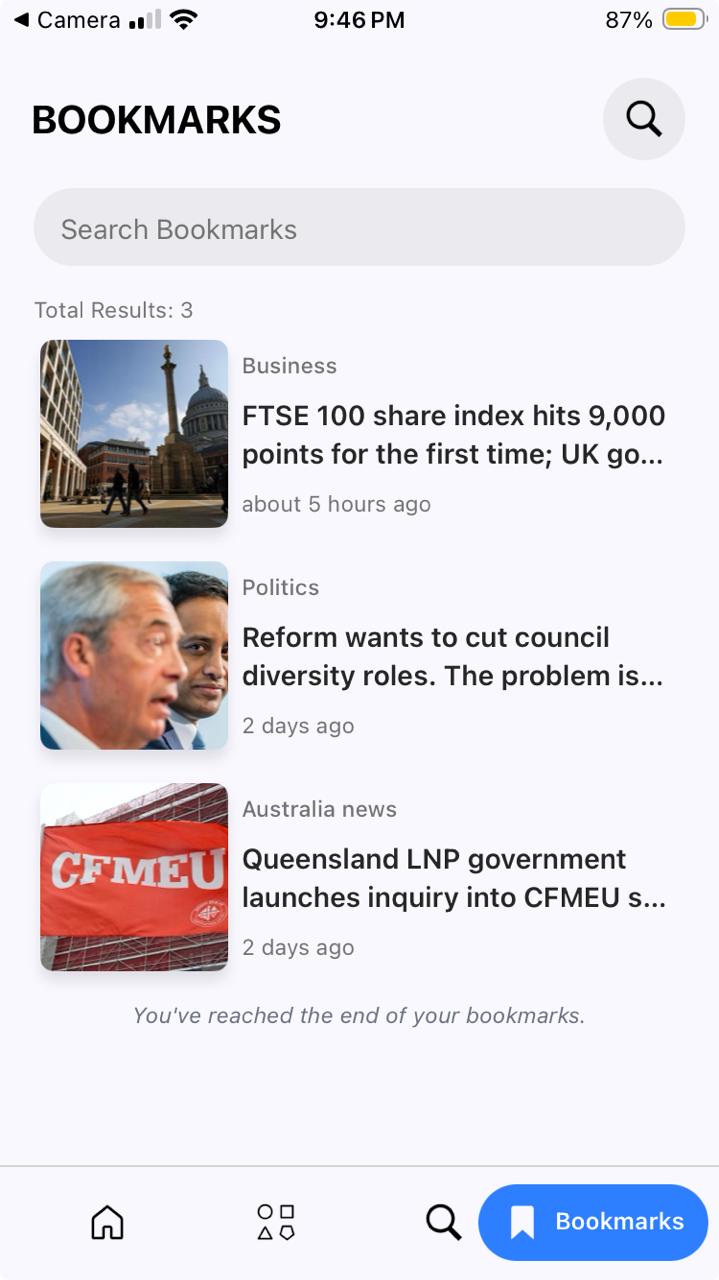 Camera
9:46 PM
87%
BOOKMARKS
Search Bookmarks
Total Results: 3
Business
FTSE 100 share index hits 9,000
points for the first time; UK go...
about 5 hours ago
Politics
Reform wants to cut council
diversity roles. The problem is...
2 days ago
CFMEU
Australia news
Queensland LNP government
launches inquiry into CFMEU s...
2 days ago
You've reached the end of your bookmarks.
Bookmarks